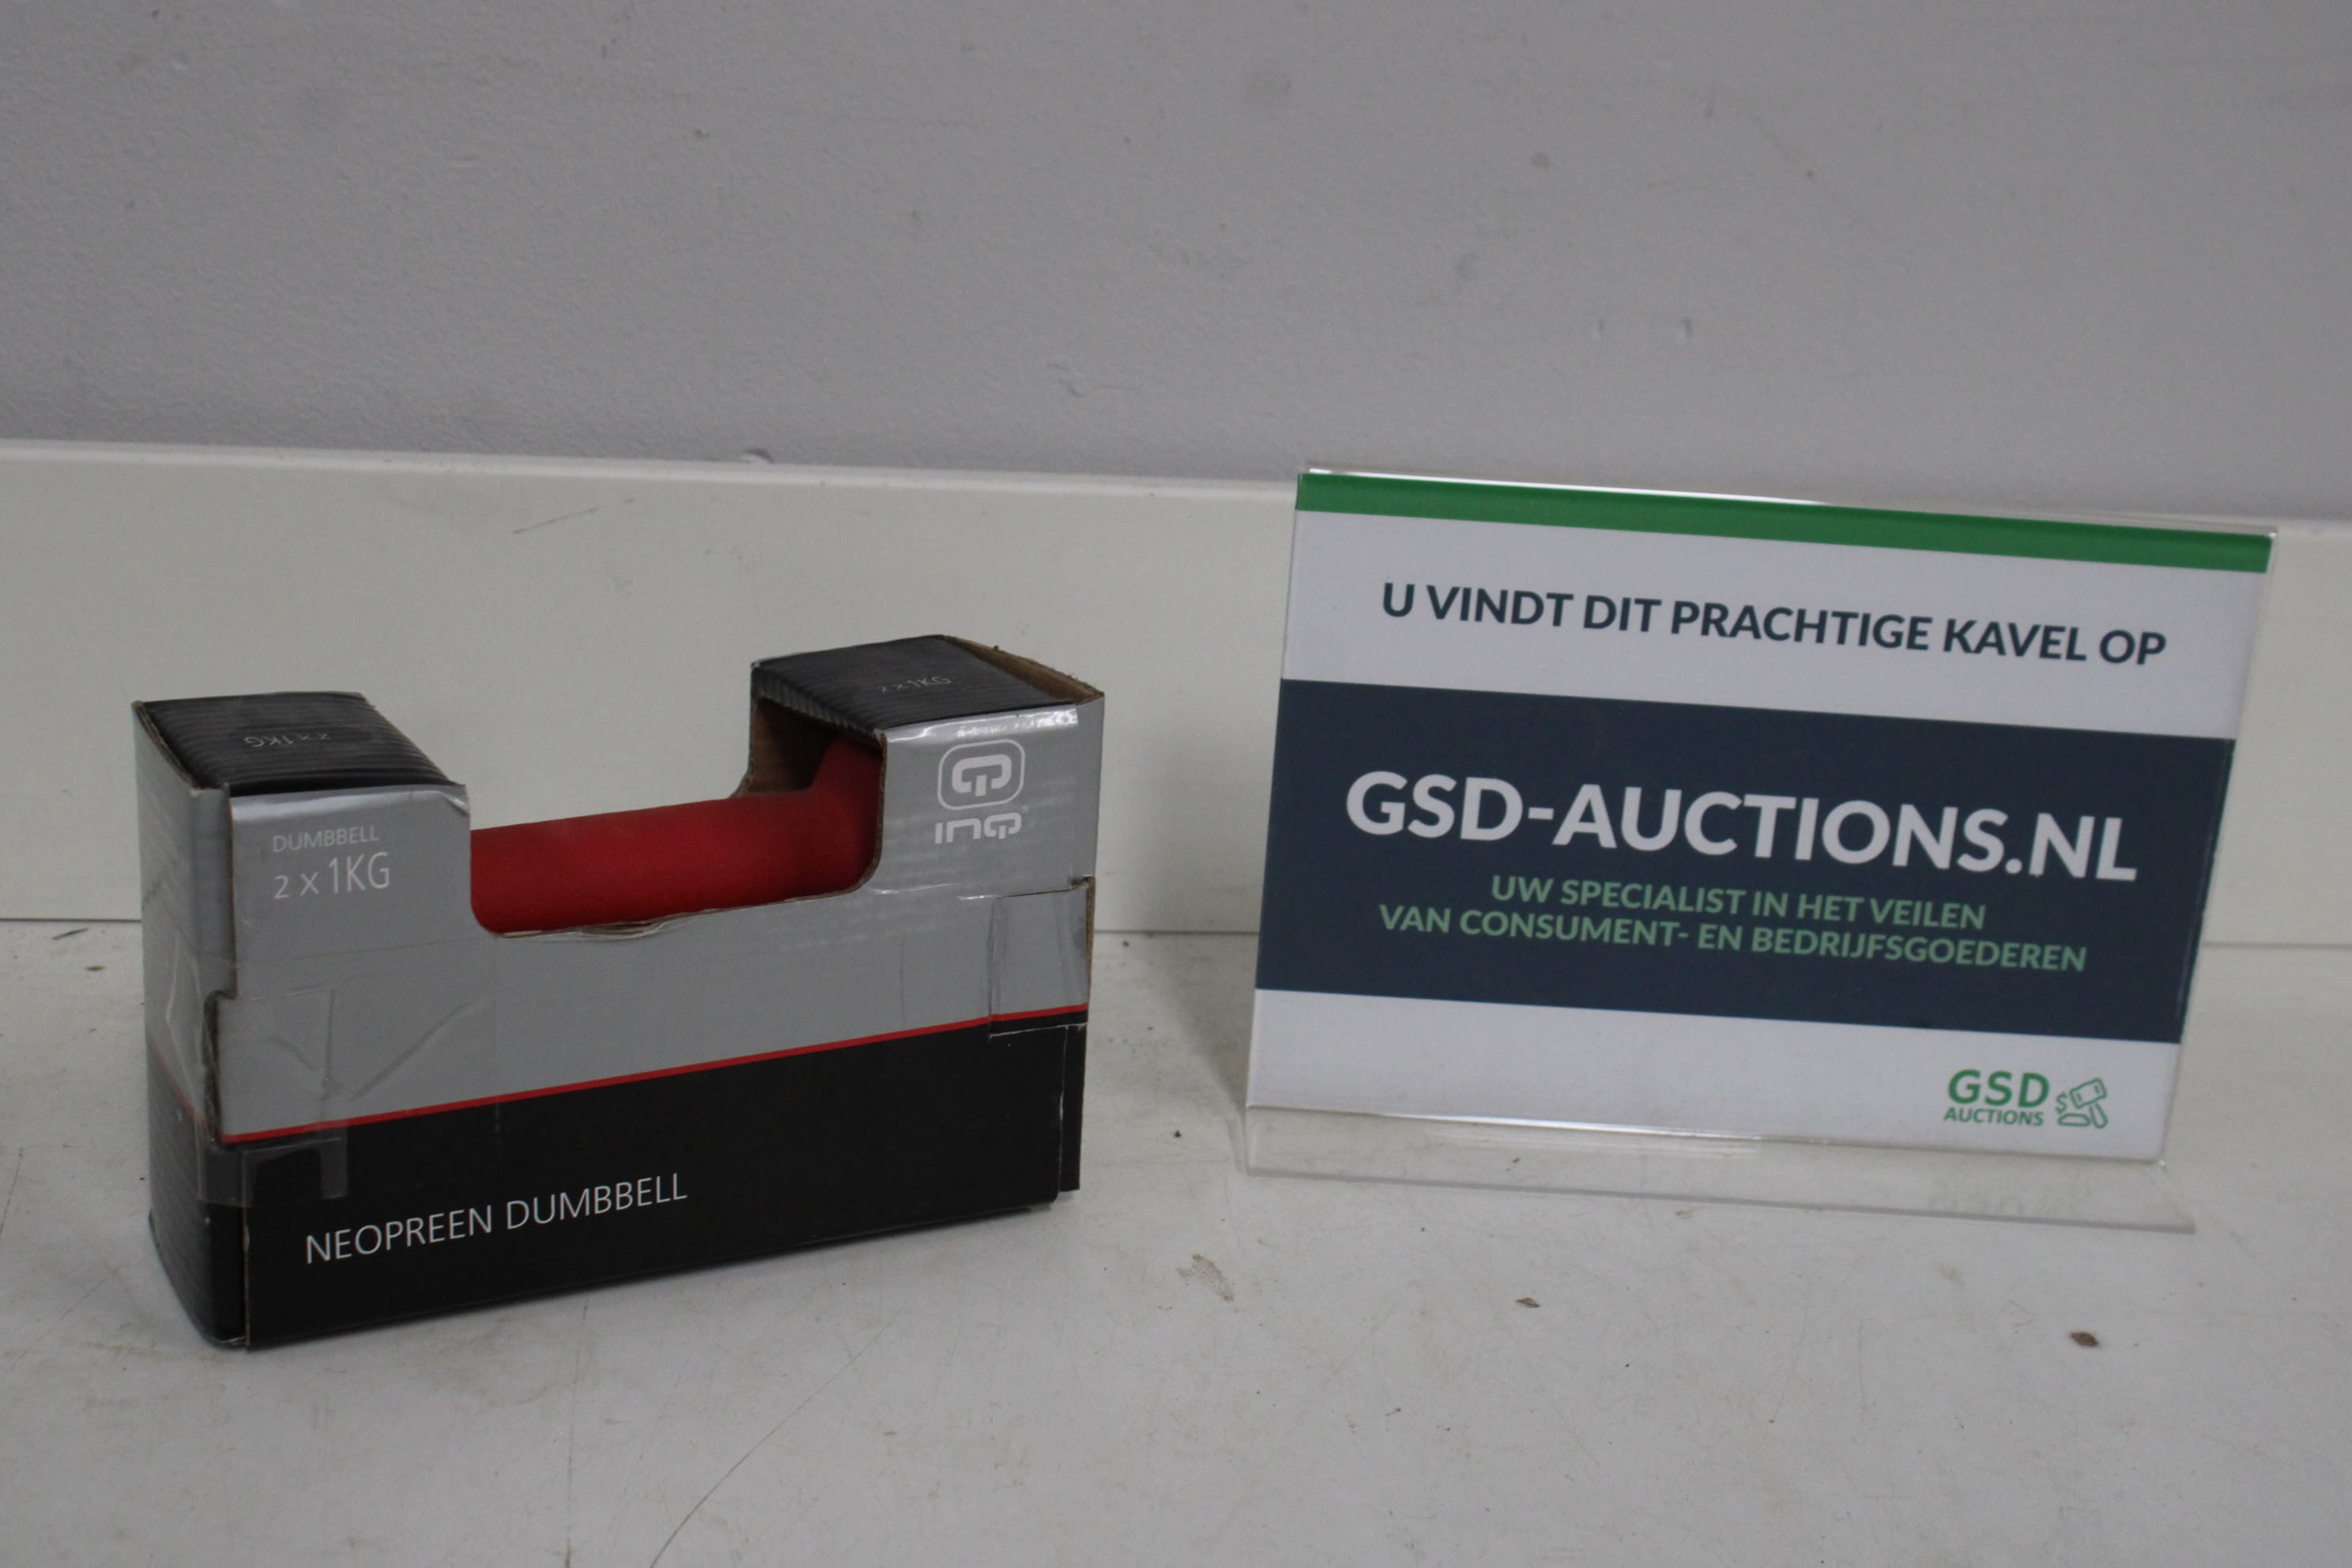 2 x 1KG
2 x 1KG
DUMBBELL
2 x 1KG
INQ
NEOPREEN DUMBBELL
U VINDT DIT PRACHTIGE KAVEL OP
GSD-AUCTIONS.NL
UW SPECIALIST IN HET VEILEN
VAN CONSUMENT- EN BEDRIJFSGOEDEREN
GSD
AUCTIONS